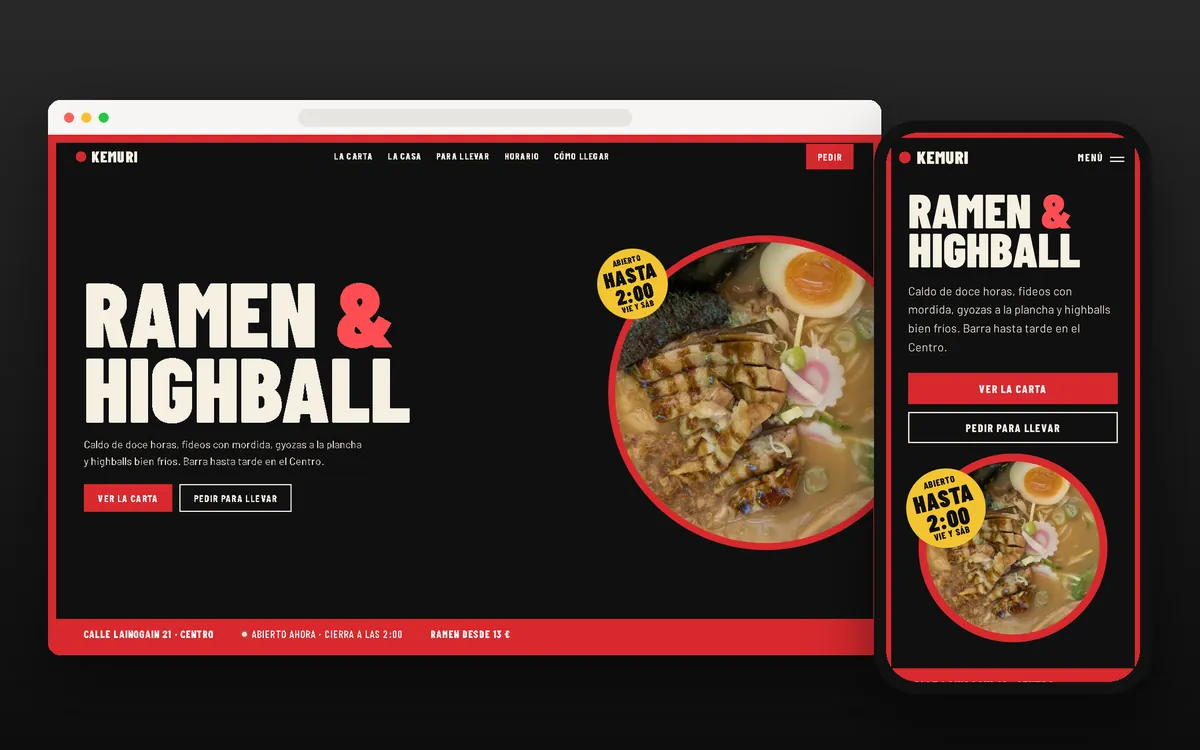 KEMURI
LA CARTA
LA CASA
PARA LLEVAR
HORARIO
CÓMO LLEGAR
PEDIR
RAMEN &
HIGHBALL
Caldo de doce horas, fideos con mordida, gyozas a la plancha
y highballs bien fríos. Barra hasta tarde en el Centro.
VER LA CARTA
PEDIR PARA LLEVAR
ABIERTO
HASTA
2:00
VIE Y SÁB
CALLE LAINOGAIN 21 · CENTRO
ABIERTO AHORA · CIERRA A LAS 2:00
RAMEN DESDE 13 €
KEMURI
MENÚ
RAMEN &
HIGHBALL
Caldo de doce horas, fideos con
mordida, gyozas a la plancha y highballs
bien fríos. Barra hasta tarde en el
Centro.
VER LA CARTA
PEDIR PARA LLEVAR
ABIERTO
HASTA
2:00
VIE Y SÁB